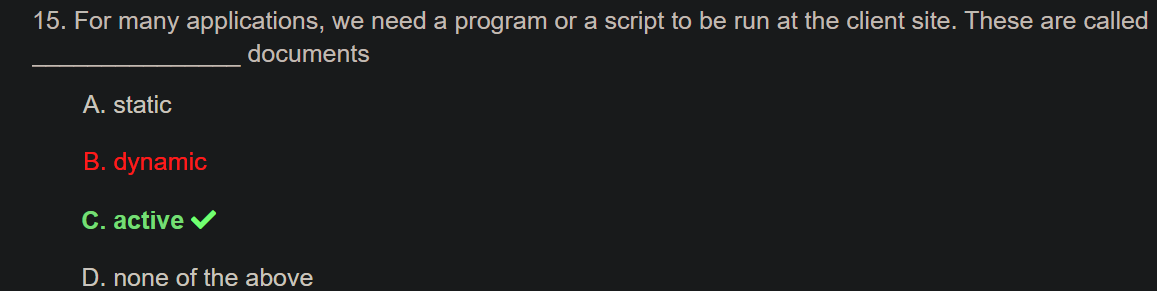 15. For many applications, we need a program or a script to be run at the client site. These are called
________________ documents
A. static
B. dynamic
C. active ✔
D. none of the above